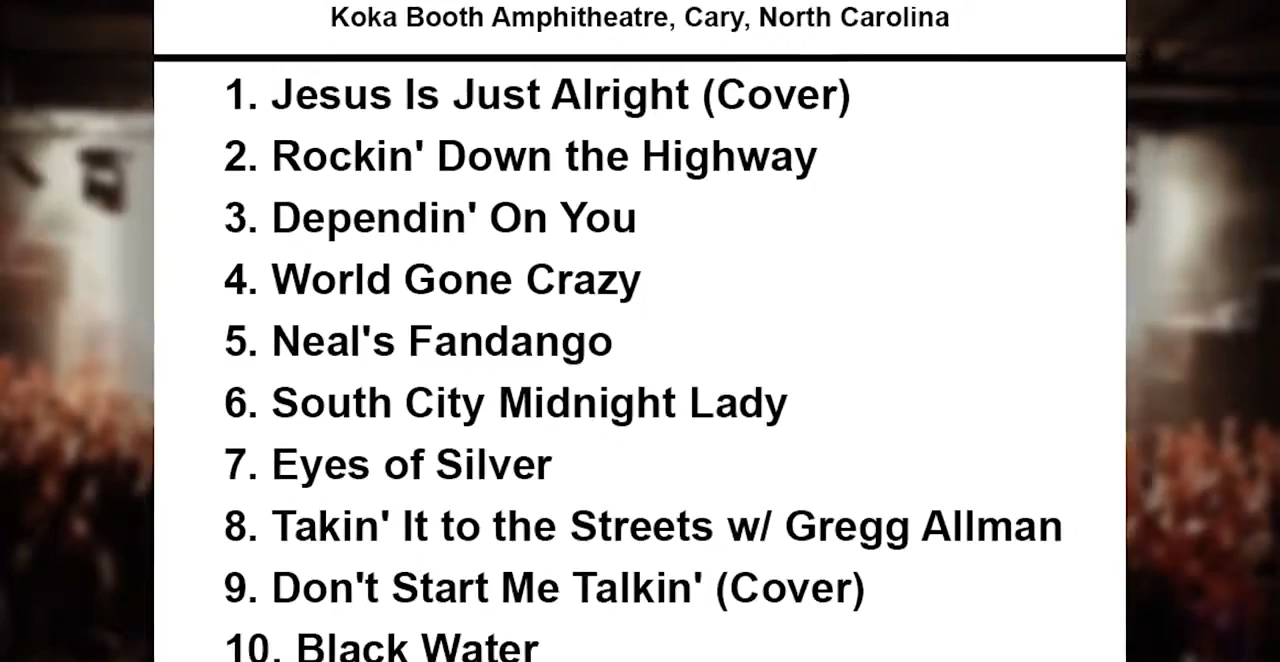 Koka Booth Amphitheatre, Cary, North Carolina
1. Jesus Is Just Alright (Cover)
2. Rockin' Down the Highway
3. Dependin' On You
4. World Gone Crazy
5. Neal's Fandango
6. South City Midnight Lady
7. Eyes of Silver
8. Takin' It to the Streets w/ Gregg Allman
9. Don't Start Me Talkin' (Cover)
10. Black Water